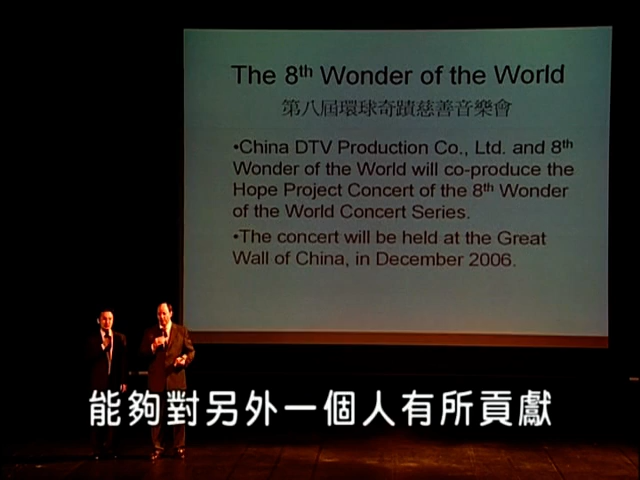 The 8th Wonder of the World
第八屆環球奇蹟慈善音樂會
•China DTV Production Co., Ltd. and 8th
Wonder of the World will co-produce the
Hope Project Concert of the 8th Wonder
of the World Concert Series.
•The concert will be held at the Great
Wall of China, in December 2006.
能夠對另外一個人有所貢獻